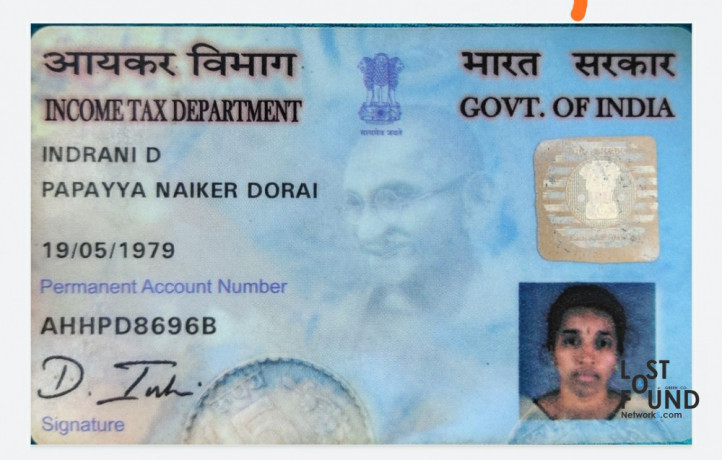 आयकर विभाग
भारत सरकार
INCOME TAX DEPARTMENT
GOVT. OF INDIA
सत्यमेव जयते
INDRANI D
PAPAYYA NAIKER DORAI
19/05/1979
Permanent Account Number
AHHPD8696B
D. Indr.
Signature
LOST
FOUND
Network .com